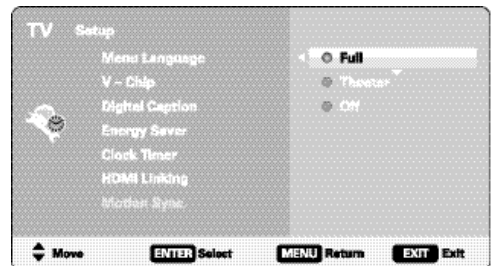 TV Setup
Menu Language
Full
V - Chip
Theater
Digital Caption
Off
Energy Saver
Clock Timer
HDMI Linking
Motion Sync
Move ENTER Select MENU Return EXIT Exit